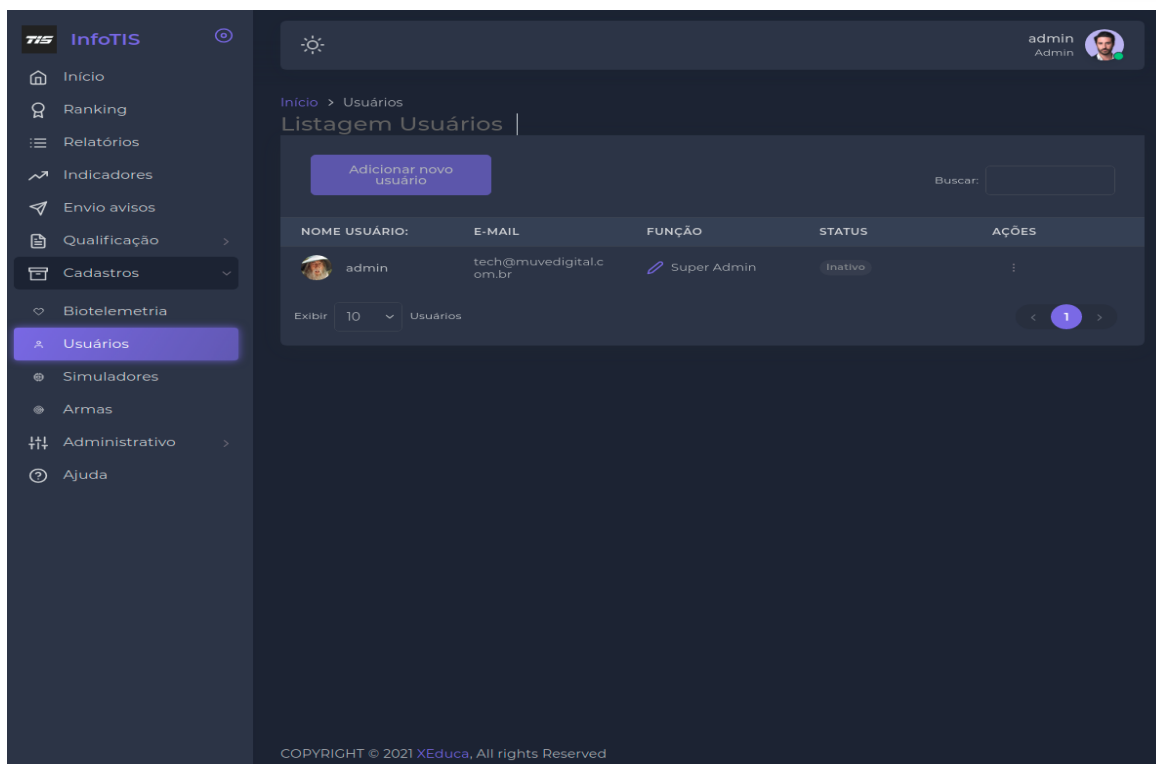 TIS InfoTIS
Início
Ranking
Relatórios
Indicadores
Envio avisos
Qualificação
Cadastros
Biotelemetria
Usuários
Simuladores
Armas
Administrativo
Ajuda
admin
Admin
Início > Usuários
Listagem Usuários
Adicionar novo
usuário
Buscar:
NOME USUÁRIO: E-MAIL FUNÇÃO STATUS AÇÕES
admin tech@muvedigital.c Super Admin Inativo
om.br
Exibir 10 Usuários
< 1 >
COPYRIGHT © 2021 XEduca, All rights Reserved